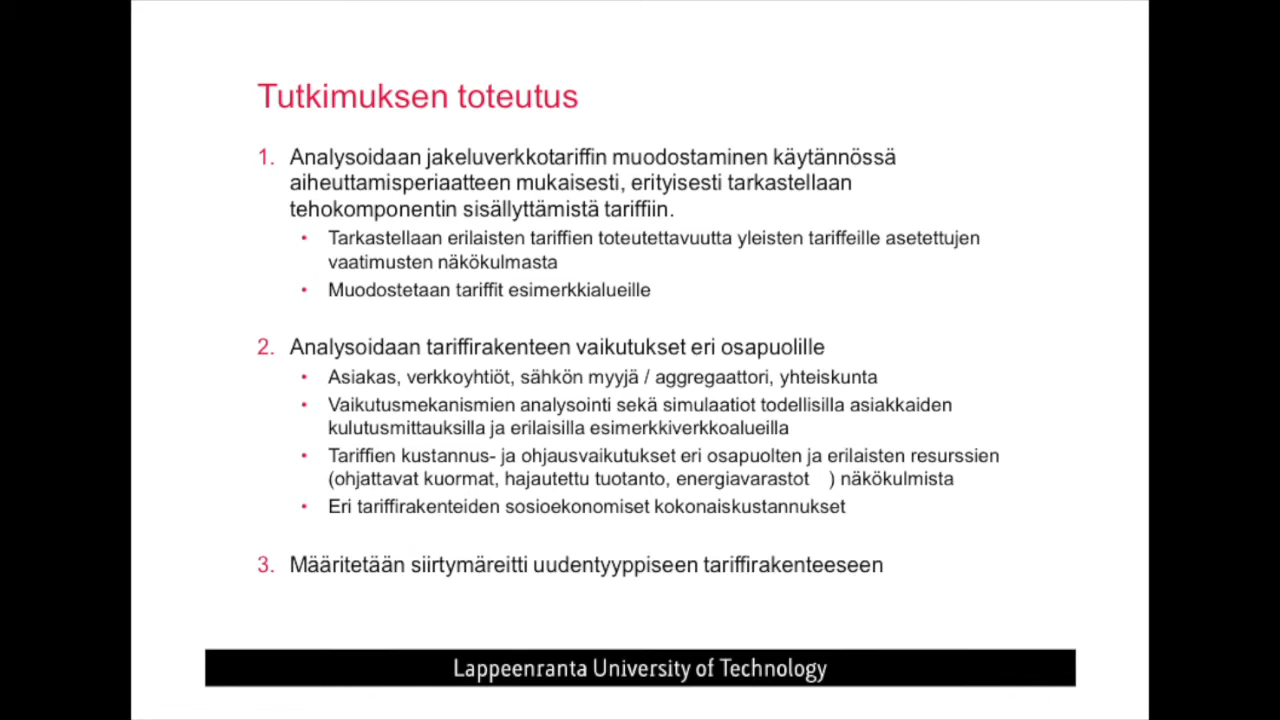 Tutkimuksen toteutus
1. Analysoidaan jakeluverkkotariffin muodostaminen käytännössä
aiheuttamisperiaatteen mukaisesti, erityisesti tarkastellaan
tehokomponentin sisällyttämistä tariffiin.
• Tarkastellaan erilaisten tariffien toteutettavuutta yleisten tariffeille asetettujen
vaatimusten näkökulmasta
• Muodostetaan tariffit esimerkkialueille
2. Analysoidaan tariffirakenteen vaikutukset eri osapuolille
• Asiakas, verkkoyhtiöt, sähkön myyjä / aggregaattori, yhteiskunta
• Vaikutusmekanismien analysointi sekä simulaatiot todellisilla asiakkaiden
kulutusmittauksilla ja erilaisilla esimerkkiverkkoalueilla
• Tariffien kustannus- ja ohjausvaikutukset eri osapuolten ja erilaisten resurssien
(ohjattavat kuormat, hajautettu tuotanto, energiavarastot ) näkökulmista
• Eri tariffirakenteiden sosioekonomiset kokonaiskustannukset
3. Määritetään siirtymäreitti uudentyyppiseen tariffirakenteeseen
Lappeenranta University of Technology